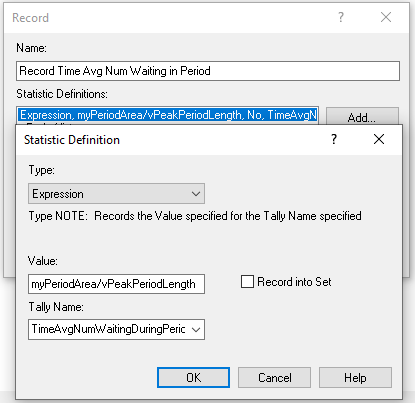 Record
? ×
Name:
Record Time Avg Num Waiting in Period
Statistic Definitions:
Expression, myPeriodArea/vPeakPeriodLength, No, TimeAvgN
Add...
Statistic Definition
? ×
Type:
Expression
Type NOTE: Records the Value specified for the Tally Name specified
Value:
myPeriodArea/vPeakPeriodLength
Record into Set
Tally Name:
TimeAvgNumWaitingDuringPeric
OK
Cancel
Help